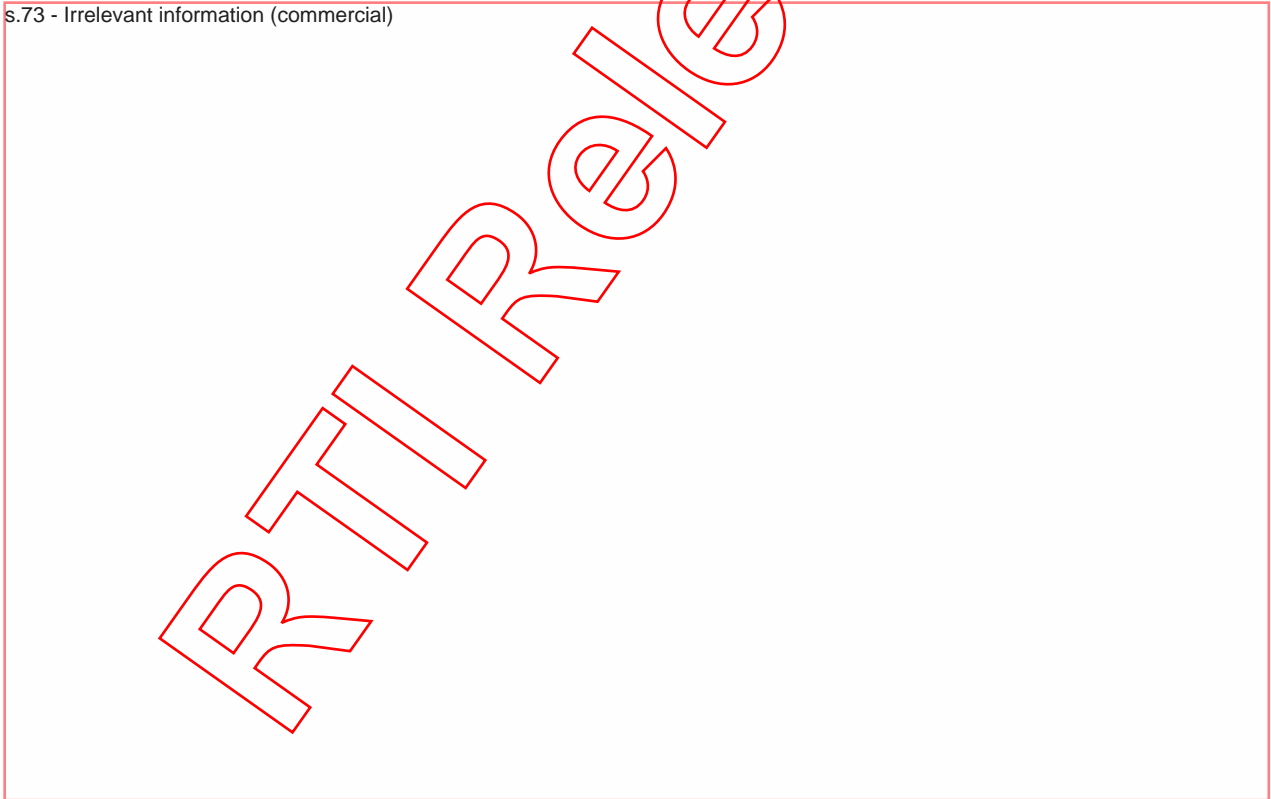 s.73 - Irrelevant information (commercial)
RTI Rele